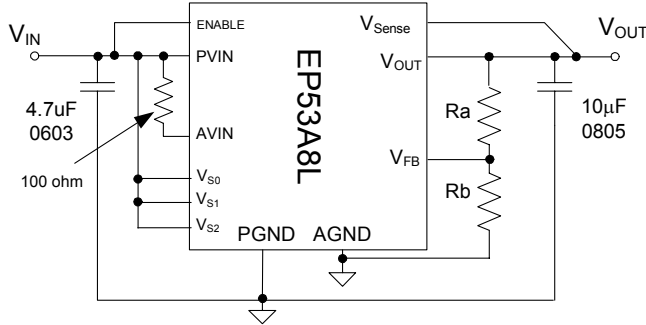 V_IN
ENABLE
PVIN
AVIN
V_S0
V_S1
V_S2
PGND
AGND
EP53A8L
V_Sense
V_OUT
V_FB
V_OUT
4.7uF
0603
100 ohm
Ra
Rb
10μF
0805